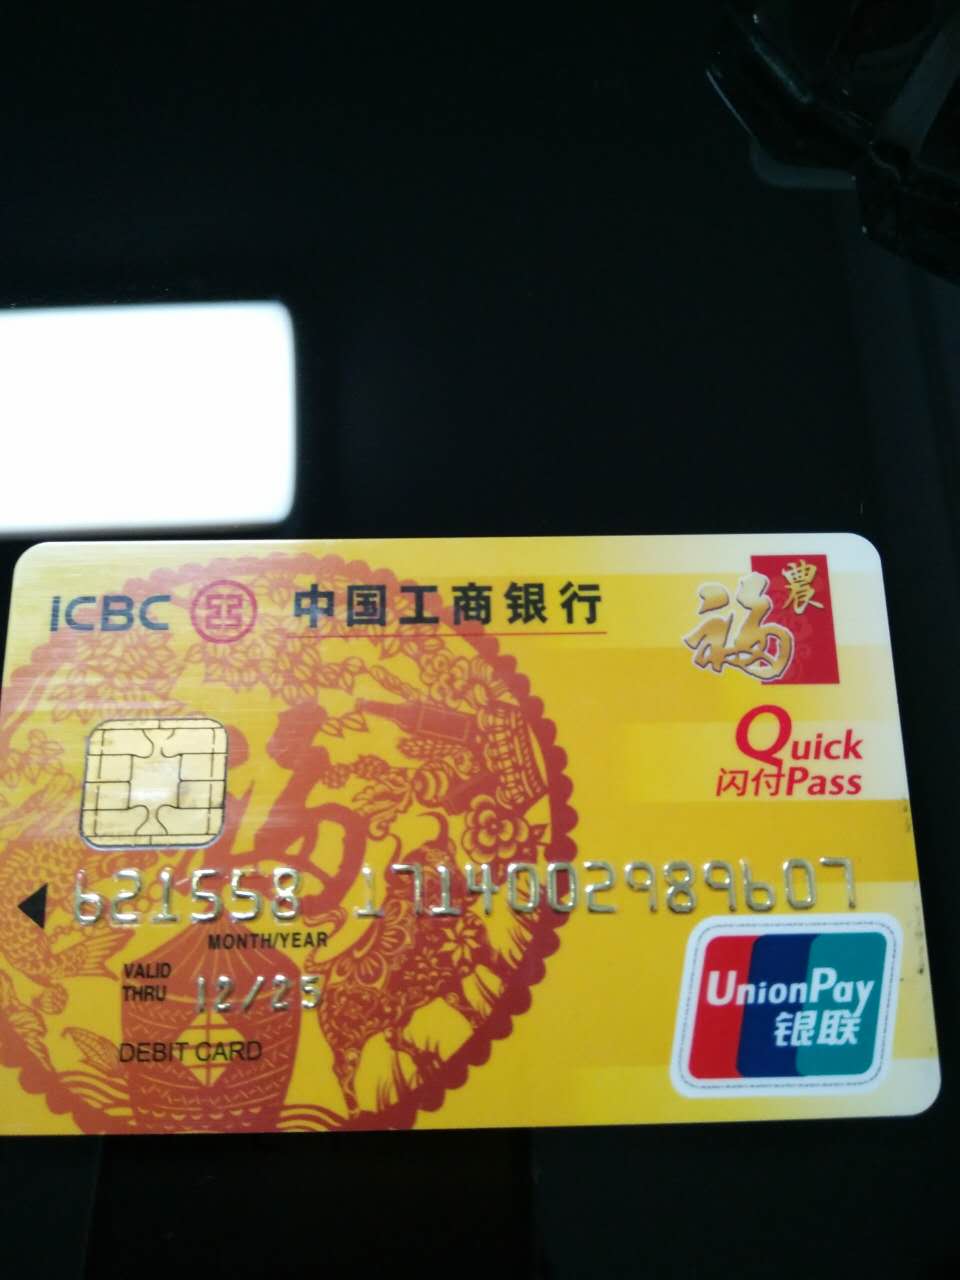 ICBC 中国工商银行
農
福
Quick
闪付Pass
福
621558 1714002989607
MONTH/YEAR
VALID
THRU 12/25
DEBIT CARD
UnionPay
银联